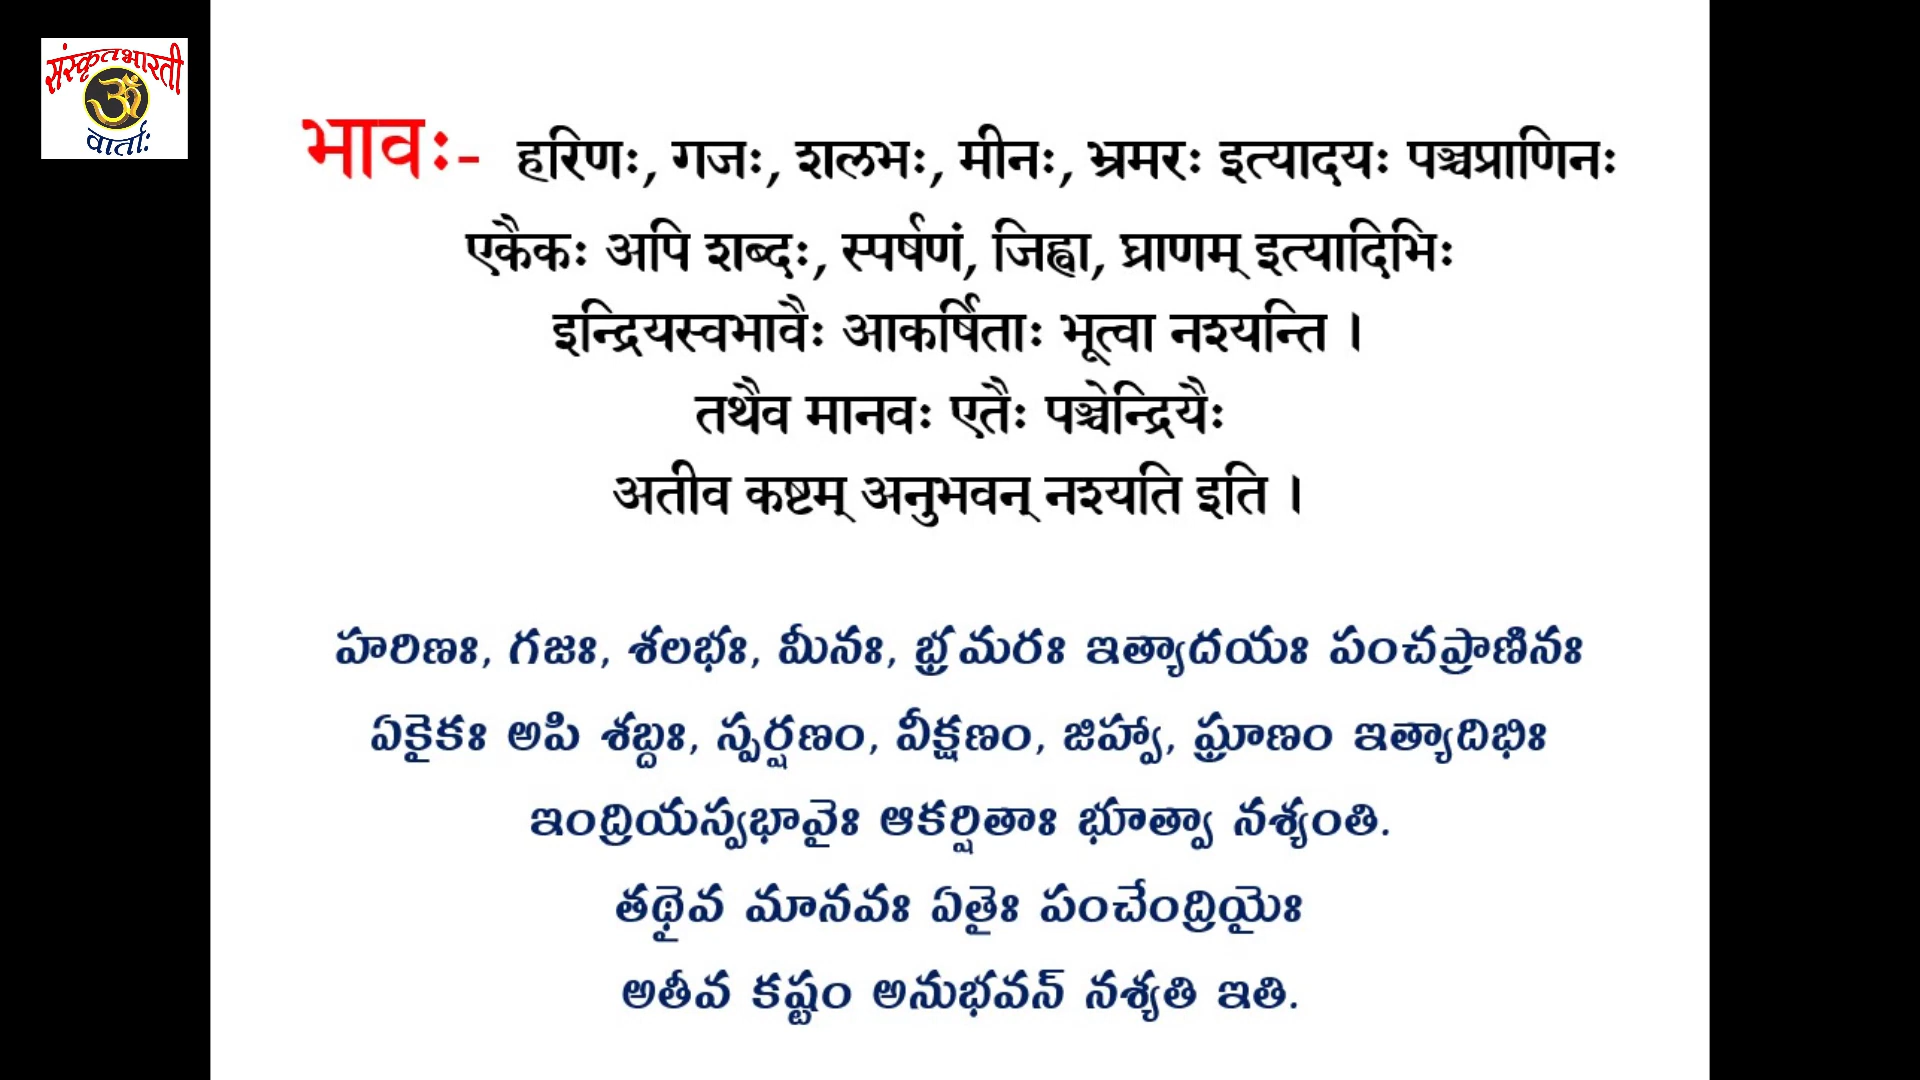 संस्कृतभारती
वार्ताः
भावः- हरिणः, गजः, शलभः, मीनः, भ्रमरः इत्यादयः पञ्चप्राणिनः
एकैकः अपि शब्दः, स्पर्षणं, जिह्वा, घ्राणम् इत्यादिभिः
इन्द्रियस्वभावैः आकर्षिताः भूत्वा नश्यन्ति ।
तथैव मानवः एतैः पञ्चेन्द्रियैः
अतीव कष्टम् अनुभवन् नश्यति इति ।
హరిణః, గజః, శలభః, మీనః, భ్రమరః ఇత్యాదయః పంచప్రాణినః
ఏకైకః అపి శబ్దః, స్పర్షణం, వీక్షణం, జిహ్వా, ఘ్రాణం ఇత్యాదిభిః
ఇంద్రియస్వభావైః ఆకర్షితాః భూత్వా నశ్యంతి.
తథైవ మానవః ఏతైః పంచేంద్రియైః
అతీవ కష్టం అనుభవన్ నశ్యతి ఇతి.